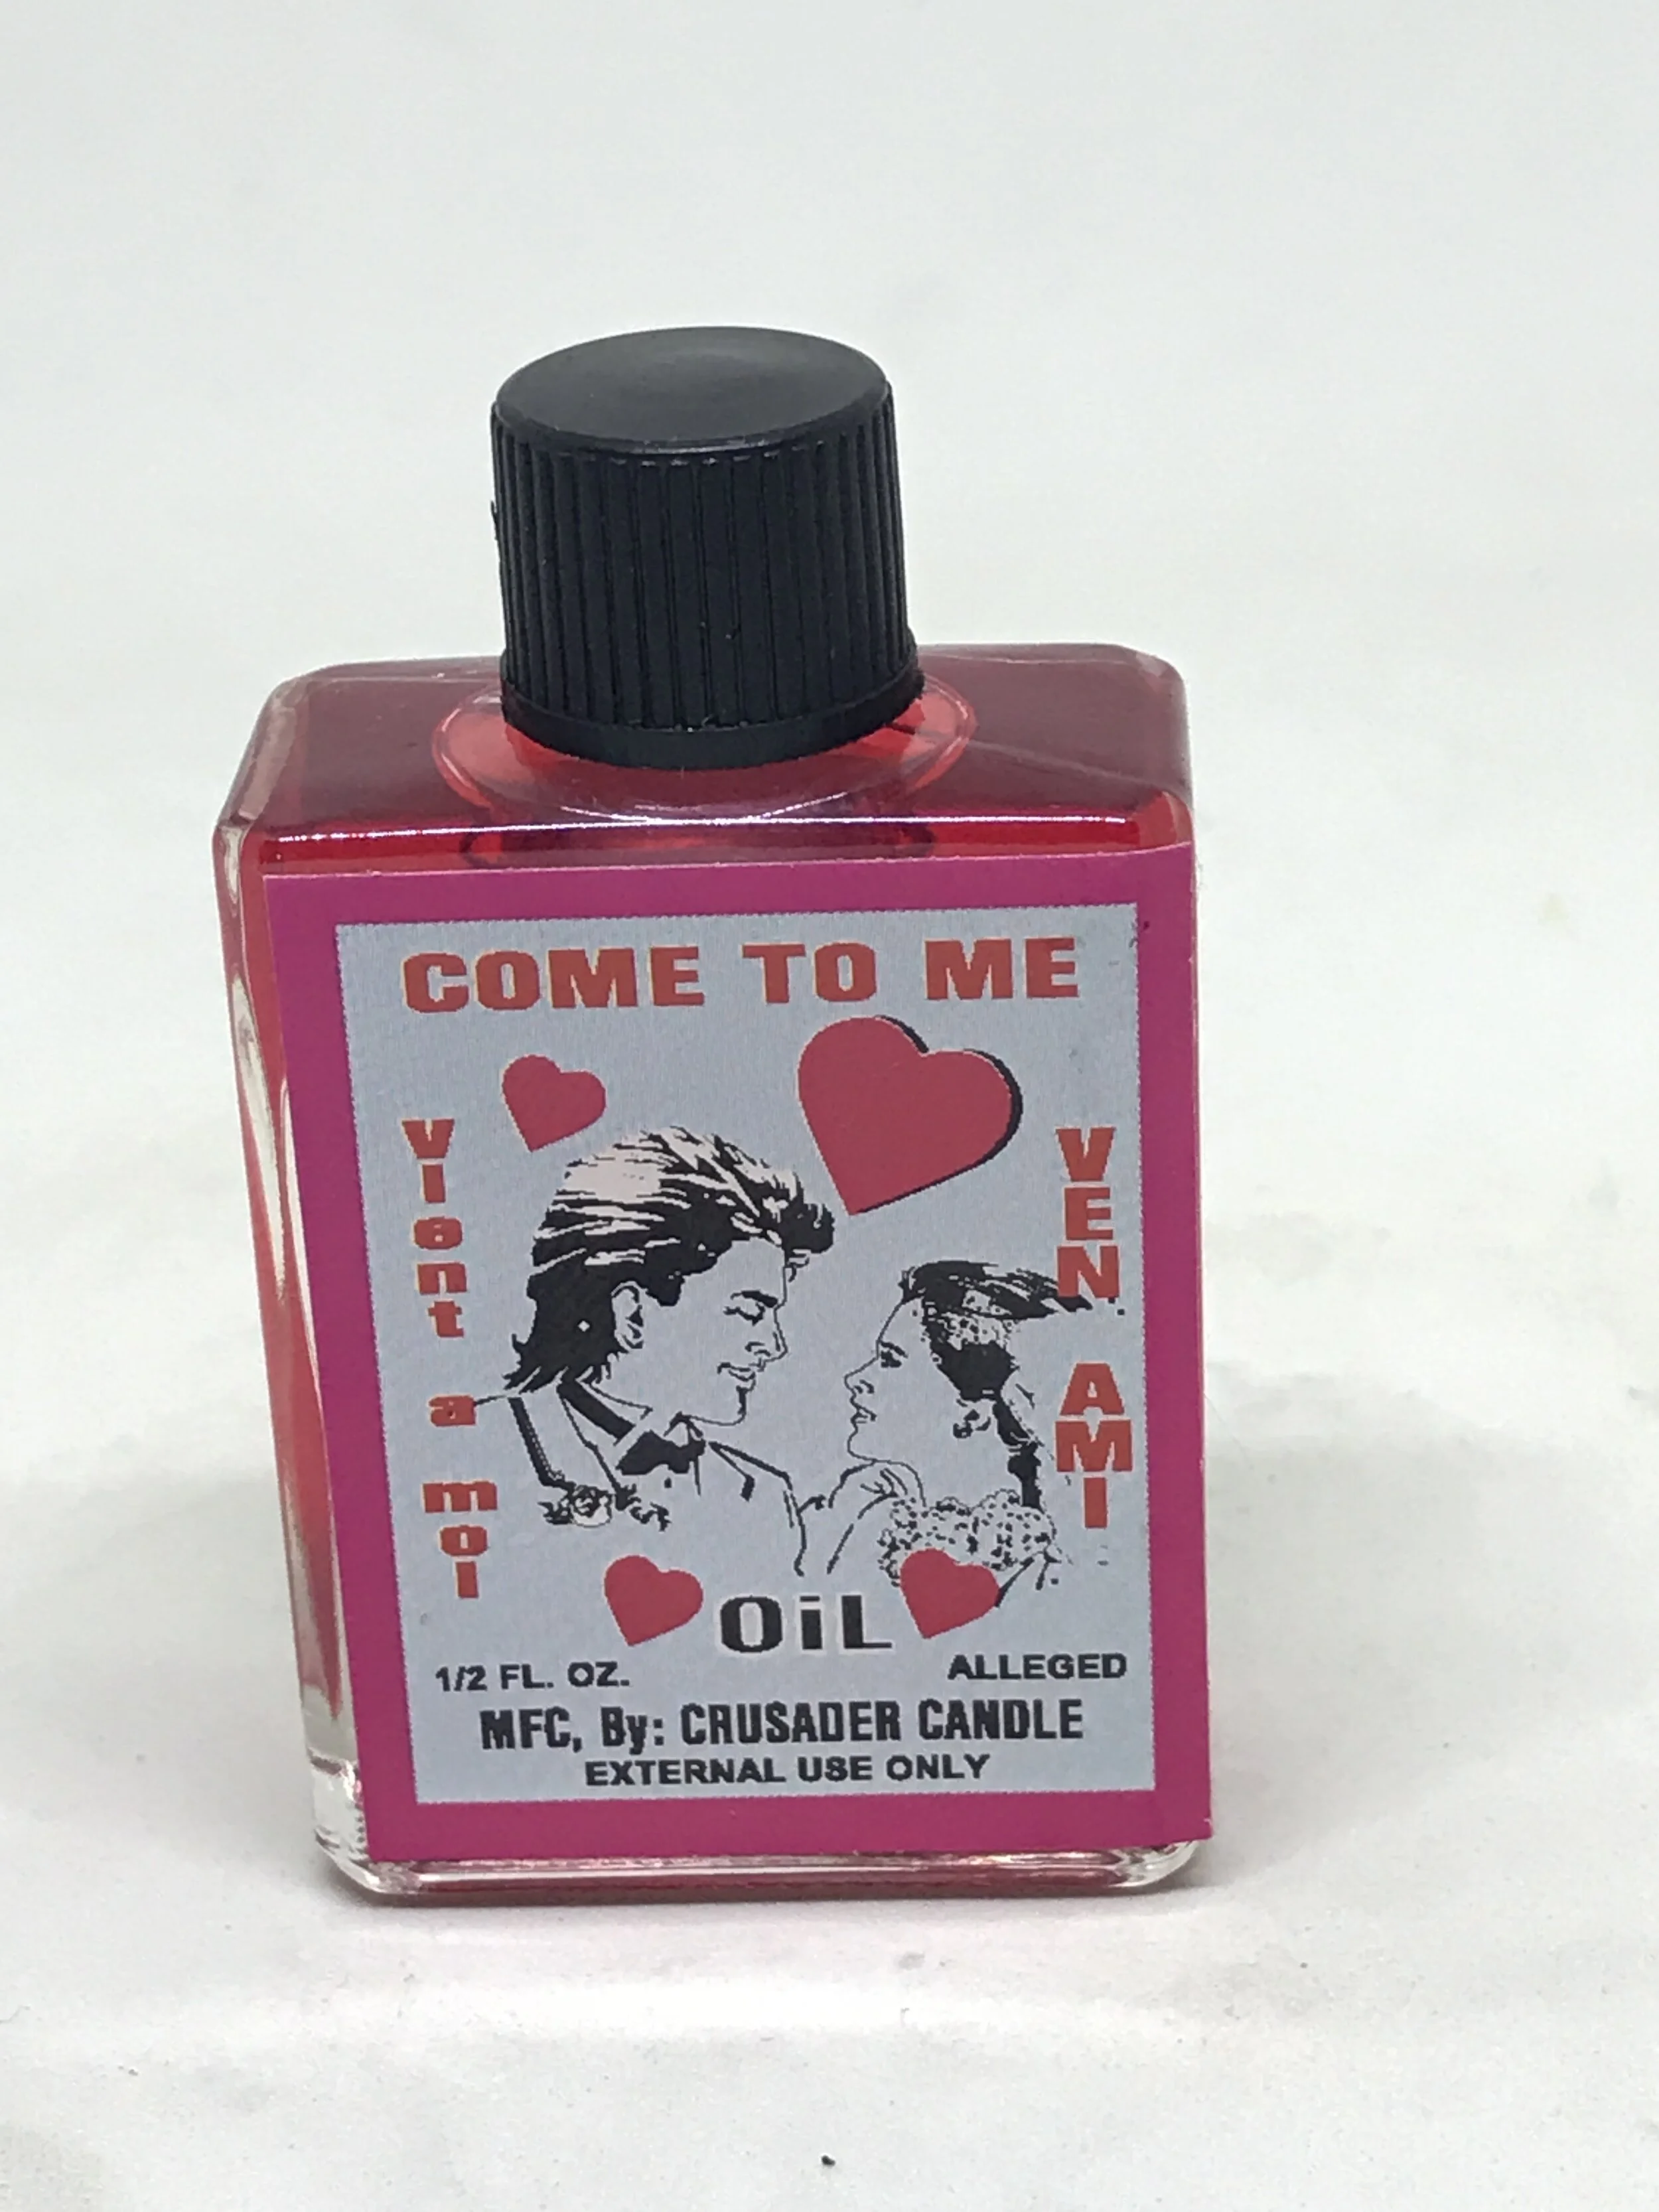 COME TO ME
Vient a moi
VEN AMI
OiL
1/2 FL. OZ.
ALLEGED
MFC, By: CRUSADER CANDLE
EXTERNAL USE ONLY